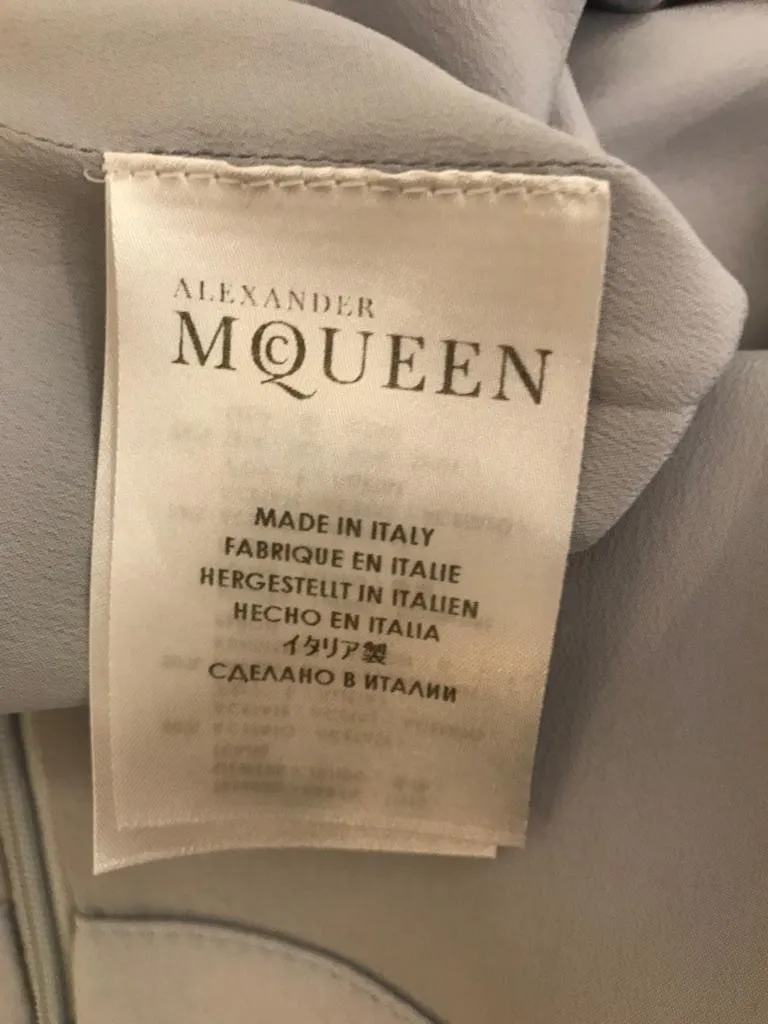 ALEXANDER
McQUEEN
MADE IN ITALY
FABRIQUE EN ITALIE
HERGESTELLT IN ITALIEN
HECHO EN ITALIA
イタリア製
СДЕЛАНО В ИТАЛИИ